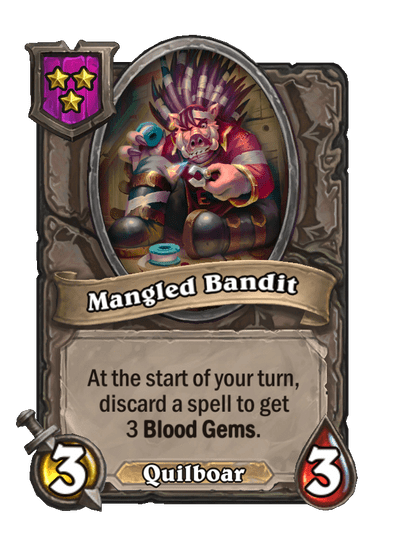 Mangled Bandit
At the start of your turn,
discard a spell to get
3 Blood Gems.
3
Quilboar
3